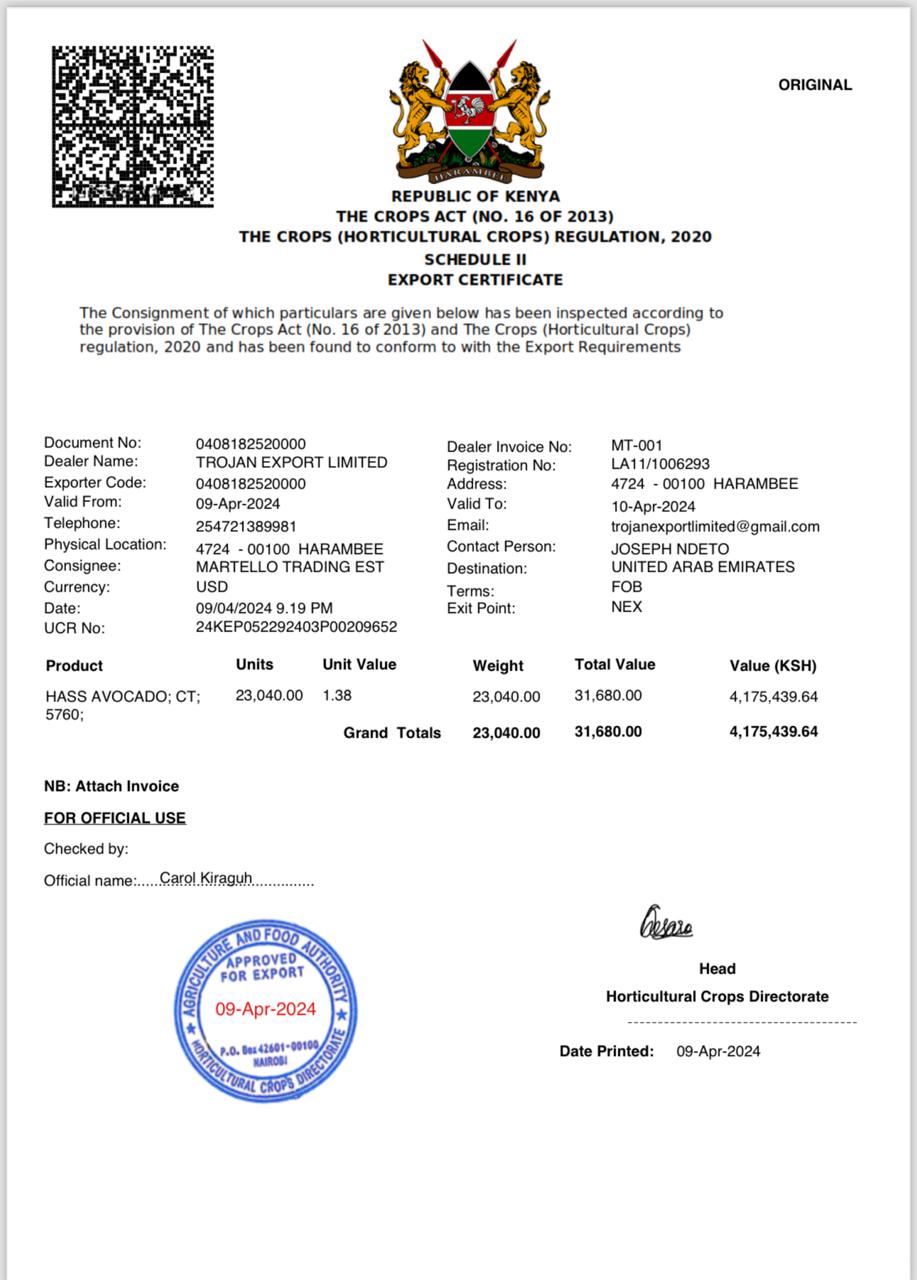 ORIGINAL
HARAMBEE
REPUBLIC OF KENYA
THE CROPS ACT (NO. 16 OF 2013)
THE CROPS (HORTICULTURAL CROPS) REGULATION, 2020
SCHEDULE II
EXPORT CERTIFICATE
The Consignment of which particulars are given below has been inspected according to
the provision of The Crops Act (No. 16 of 2013) and The Crops (Horticultural Crops)
regulation, 2020 and has been found to conform to with the Export Requirements
Document No: 0408182520000 Dealer Invoice No: MT-001
Dealer Name: TROJAN EXPORT LIMITED Registration No: LA11/1006293
Exporter Code: 0408182520000 Address: 4724 - 00100 HARAMBEE
Valid From: 09-Apr-2024 Valid To: 10-Apr-2024
Telephone: 254721389981 Email: trojanexportlimited@gmail.com
Physical Location: 4724 - 00100 HARAMBEE Contact Person: JOSEPH NDETO
Consignee: MARTELLO TRADING EST Destination: UNITED ARAB EMIRATES
Currency: USD Terms: FOB
Date: 09/04/2024 9.19 PM Exit Point: NEX
UCR No: 24KEP052292403P00209652
Product Units Unit Value Weight Total Value Value (KSH)
HASS AVOCADO; CT; 23,040.00 1.38 23,040.00 31,680.00 4,175,439.64
5760;
Grand Totals 23,040.00 31,680.00 4,175,439.64
NB: Attach Invoice
FOR OFFICIAL USE
Checked by:
Official name:..... Carol Kiraguh ..............
AGRICULTURE AND FOOD AUTHORITY
APPROVED
FOR EXPORT
09-Apr-2024
P.O. Box 42601-00100
NAIROBI
HORTICULTURAL CROPS DIRECTORATE
Head
Horticultural Crops Directorate
Date Printed: 09-Apr-2024